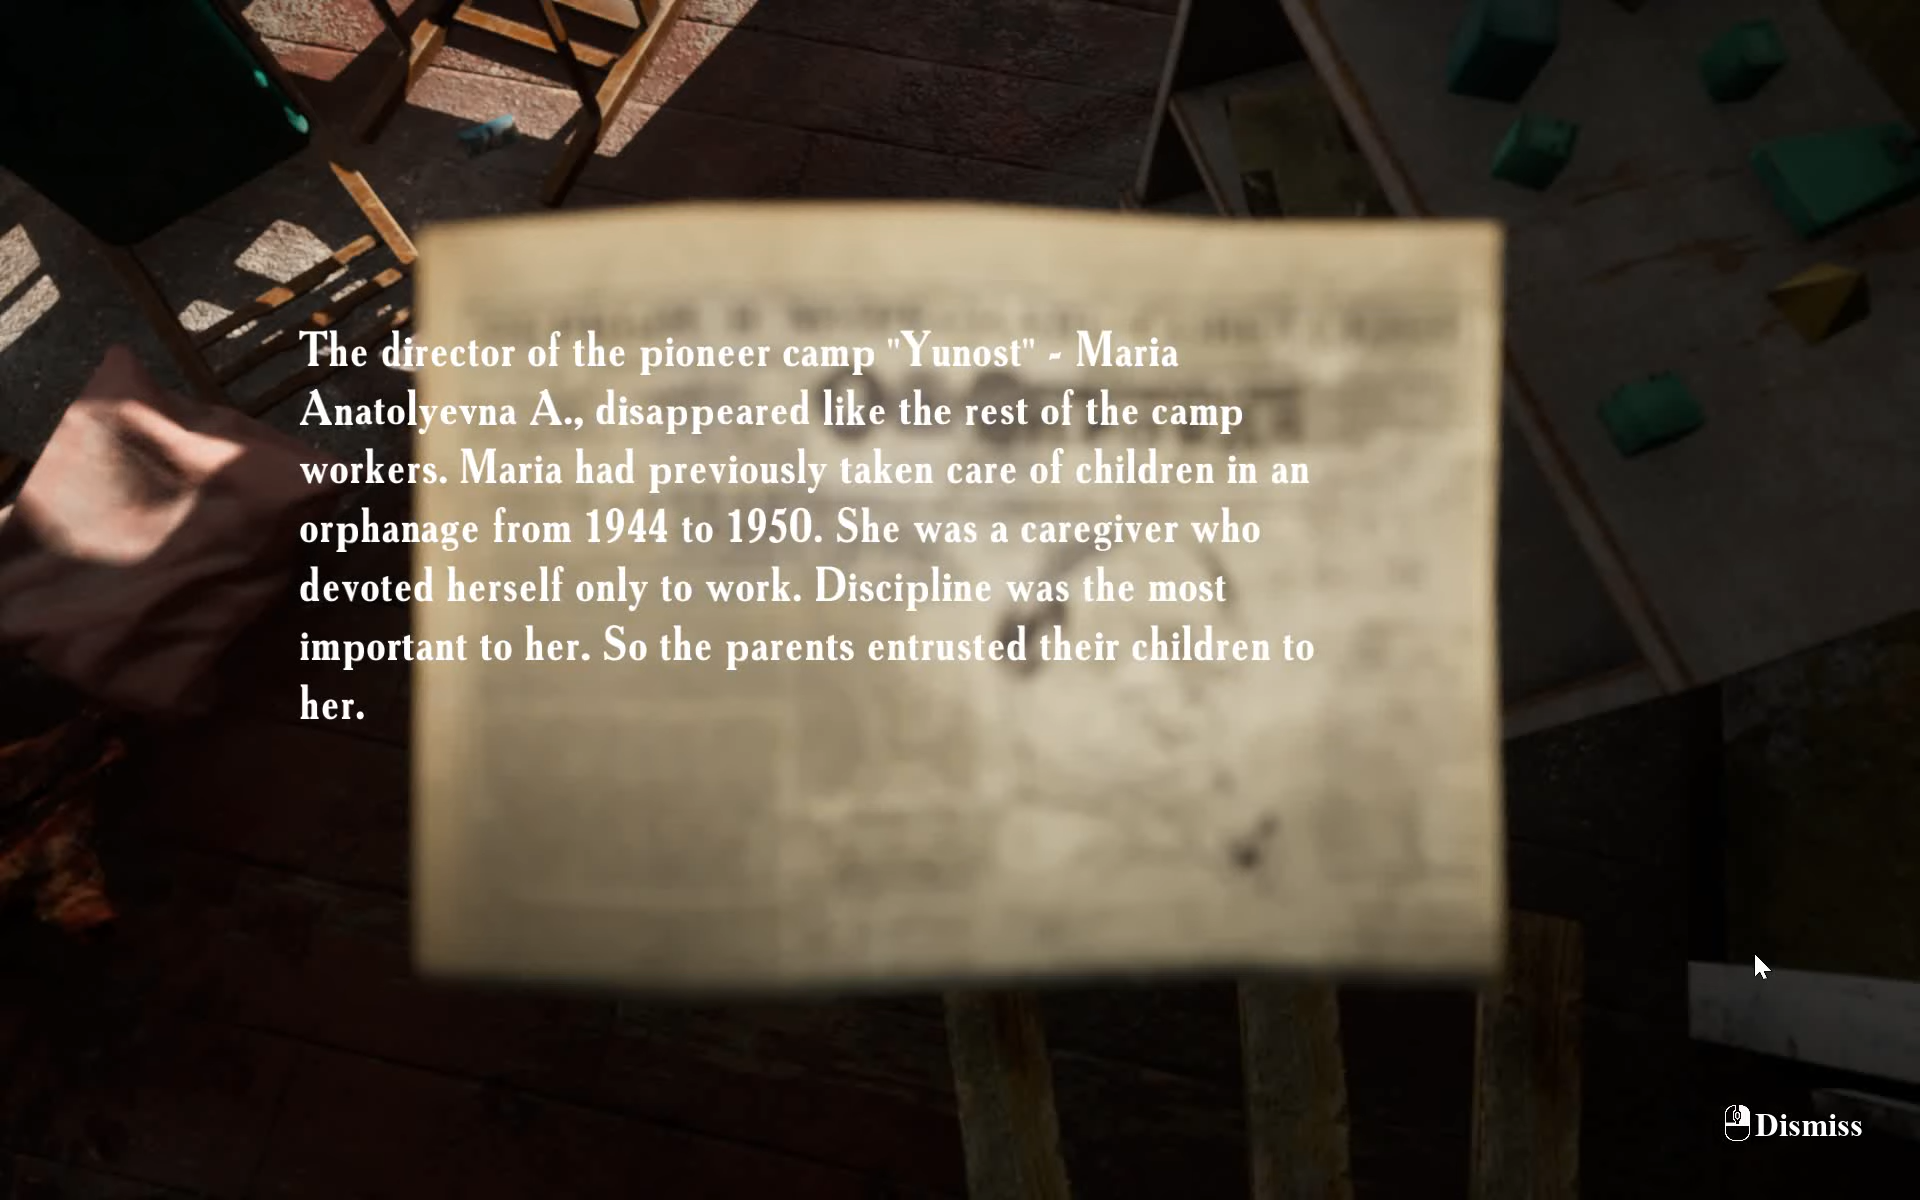 The director of the pioneer camp "Yunost" - Maria
Anatolyevna A., disappeared like the rest of the camp
workers. Maria had previously taken care of children in an
orphanage from 1944 to 1950. She was a caregiver who
devoted herself only to work. Discipline was the most
important to her. So the parents entrusted their children to
her.
Dismiss